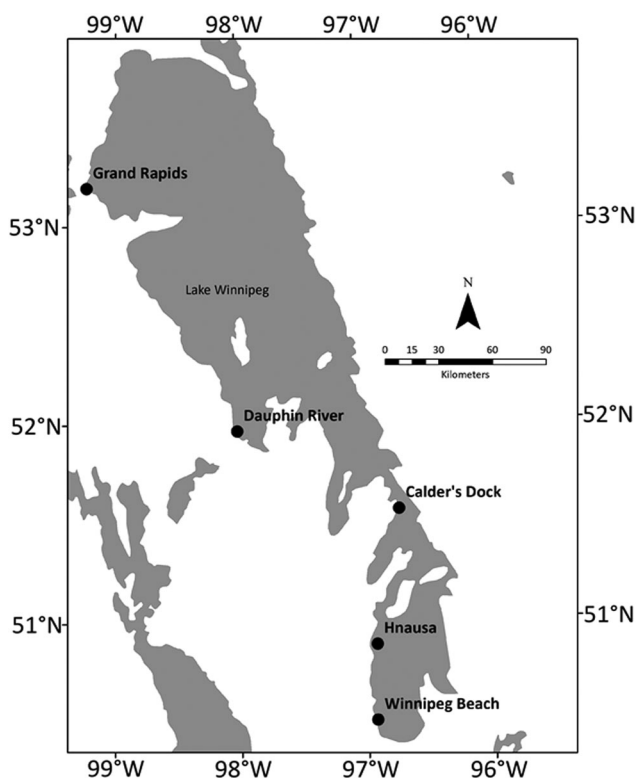 99°W 98°W 97°W 96°W
Grand Rapids
53°N 53°N
Lake Winnipeg
N
0 15 30 60 90
Kilometers
52°N 52°N
Dauphin River
Calder's Dock
51°N 51°N
Hnausa
Winnipeg Beach
99°W 98°W 97°W 96°W